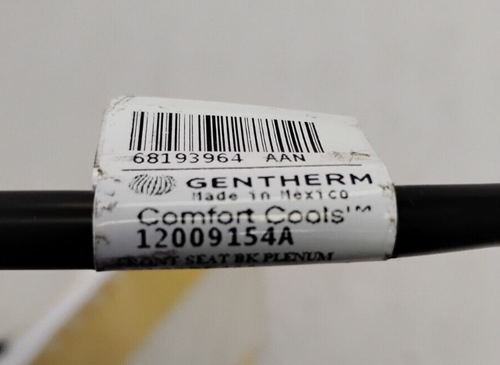 68193964 AAN
GENTHERM
Made in Mexico
Comfort Cools™
12009154A
FRONT SEAT BK PLENUM